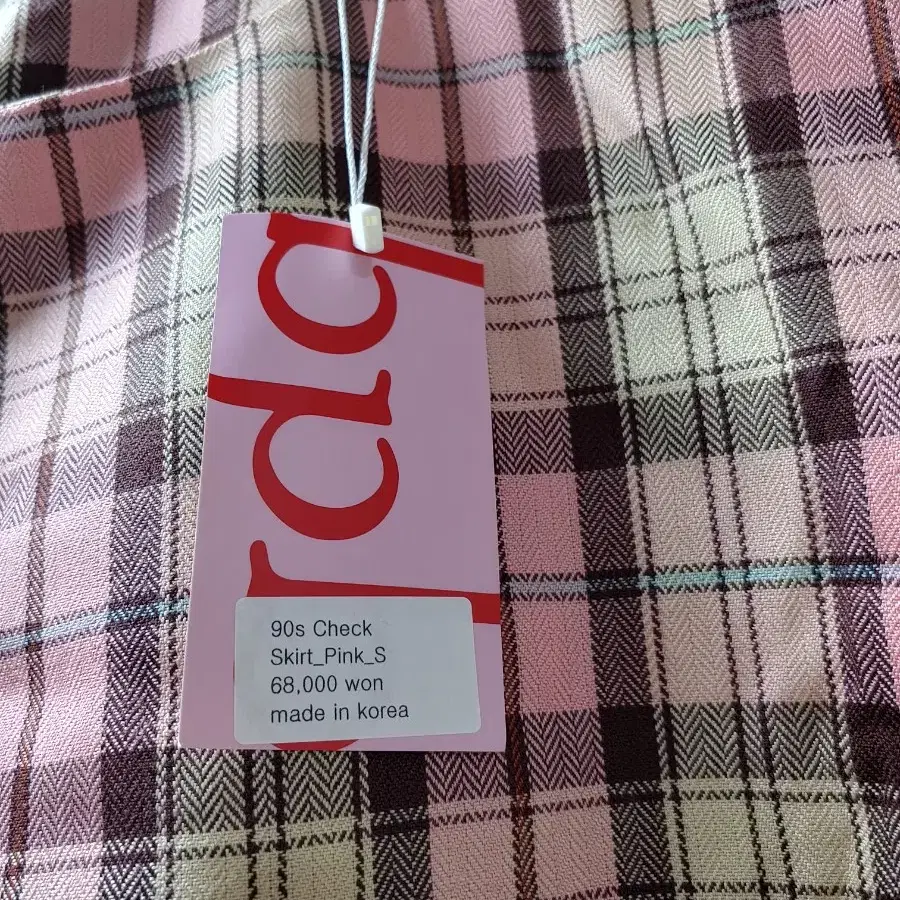 90s Check
Skirt_Pink_S
68,000 won
made in korea